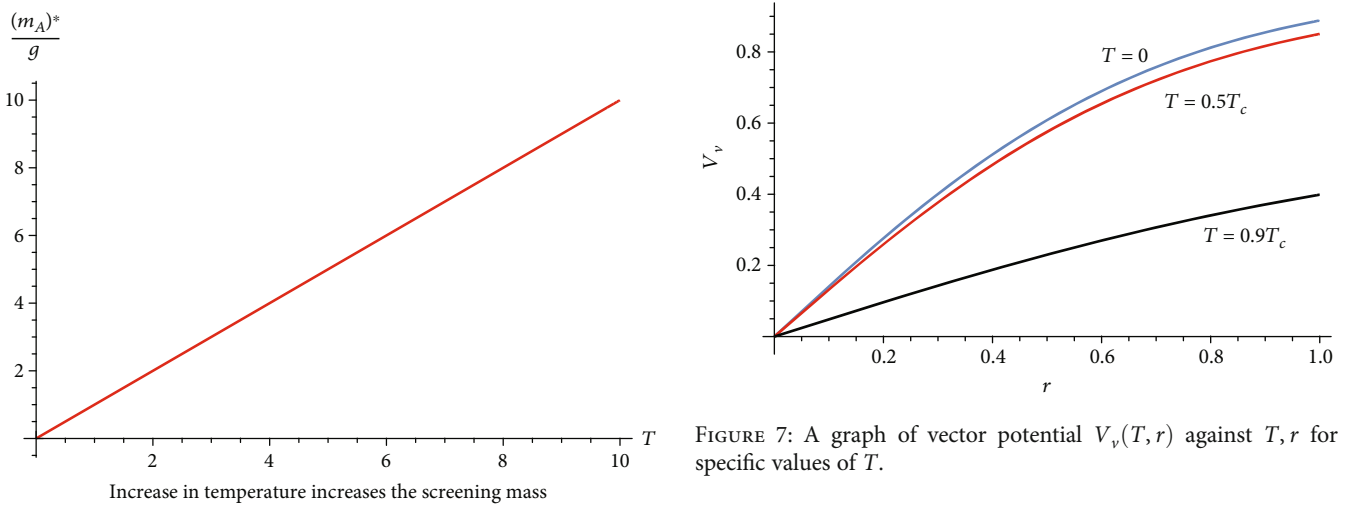 (m_A)*
g
10
8
6
4
2
2 4 6 8 10
T
Increase in temperature increases the screening mass
V_v
0.8
0.6
0.4
0.2
T = 0
T = 0.5T_c
T = 0.9T_c
0.2 0.4 0.6 0.8 1.0
r
FIGURE 7: A graph of vector potential V_v(T, r) against T, r for
specific values of T.